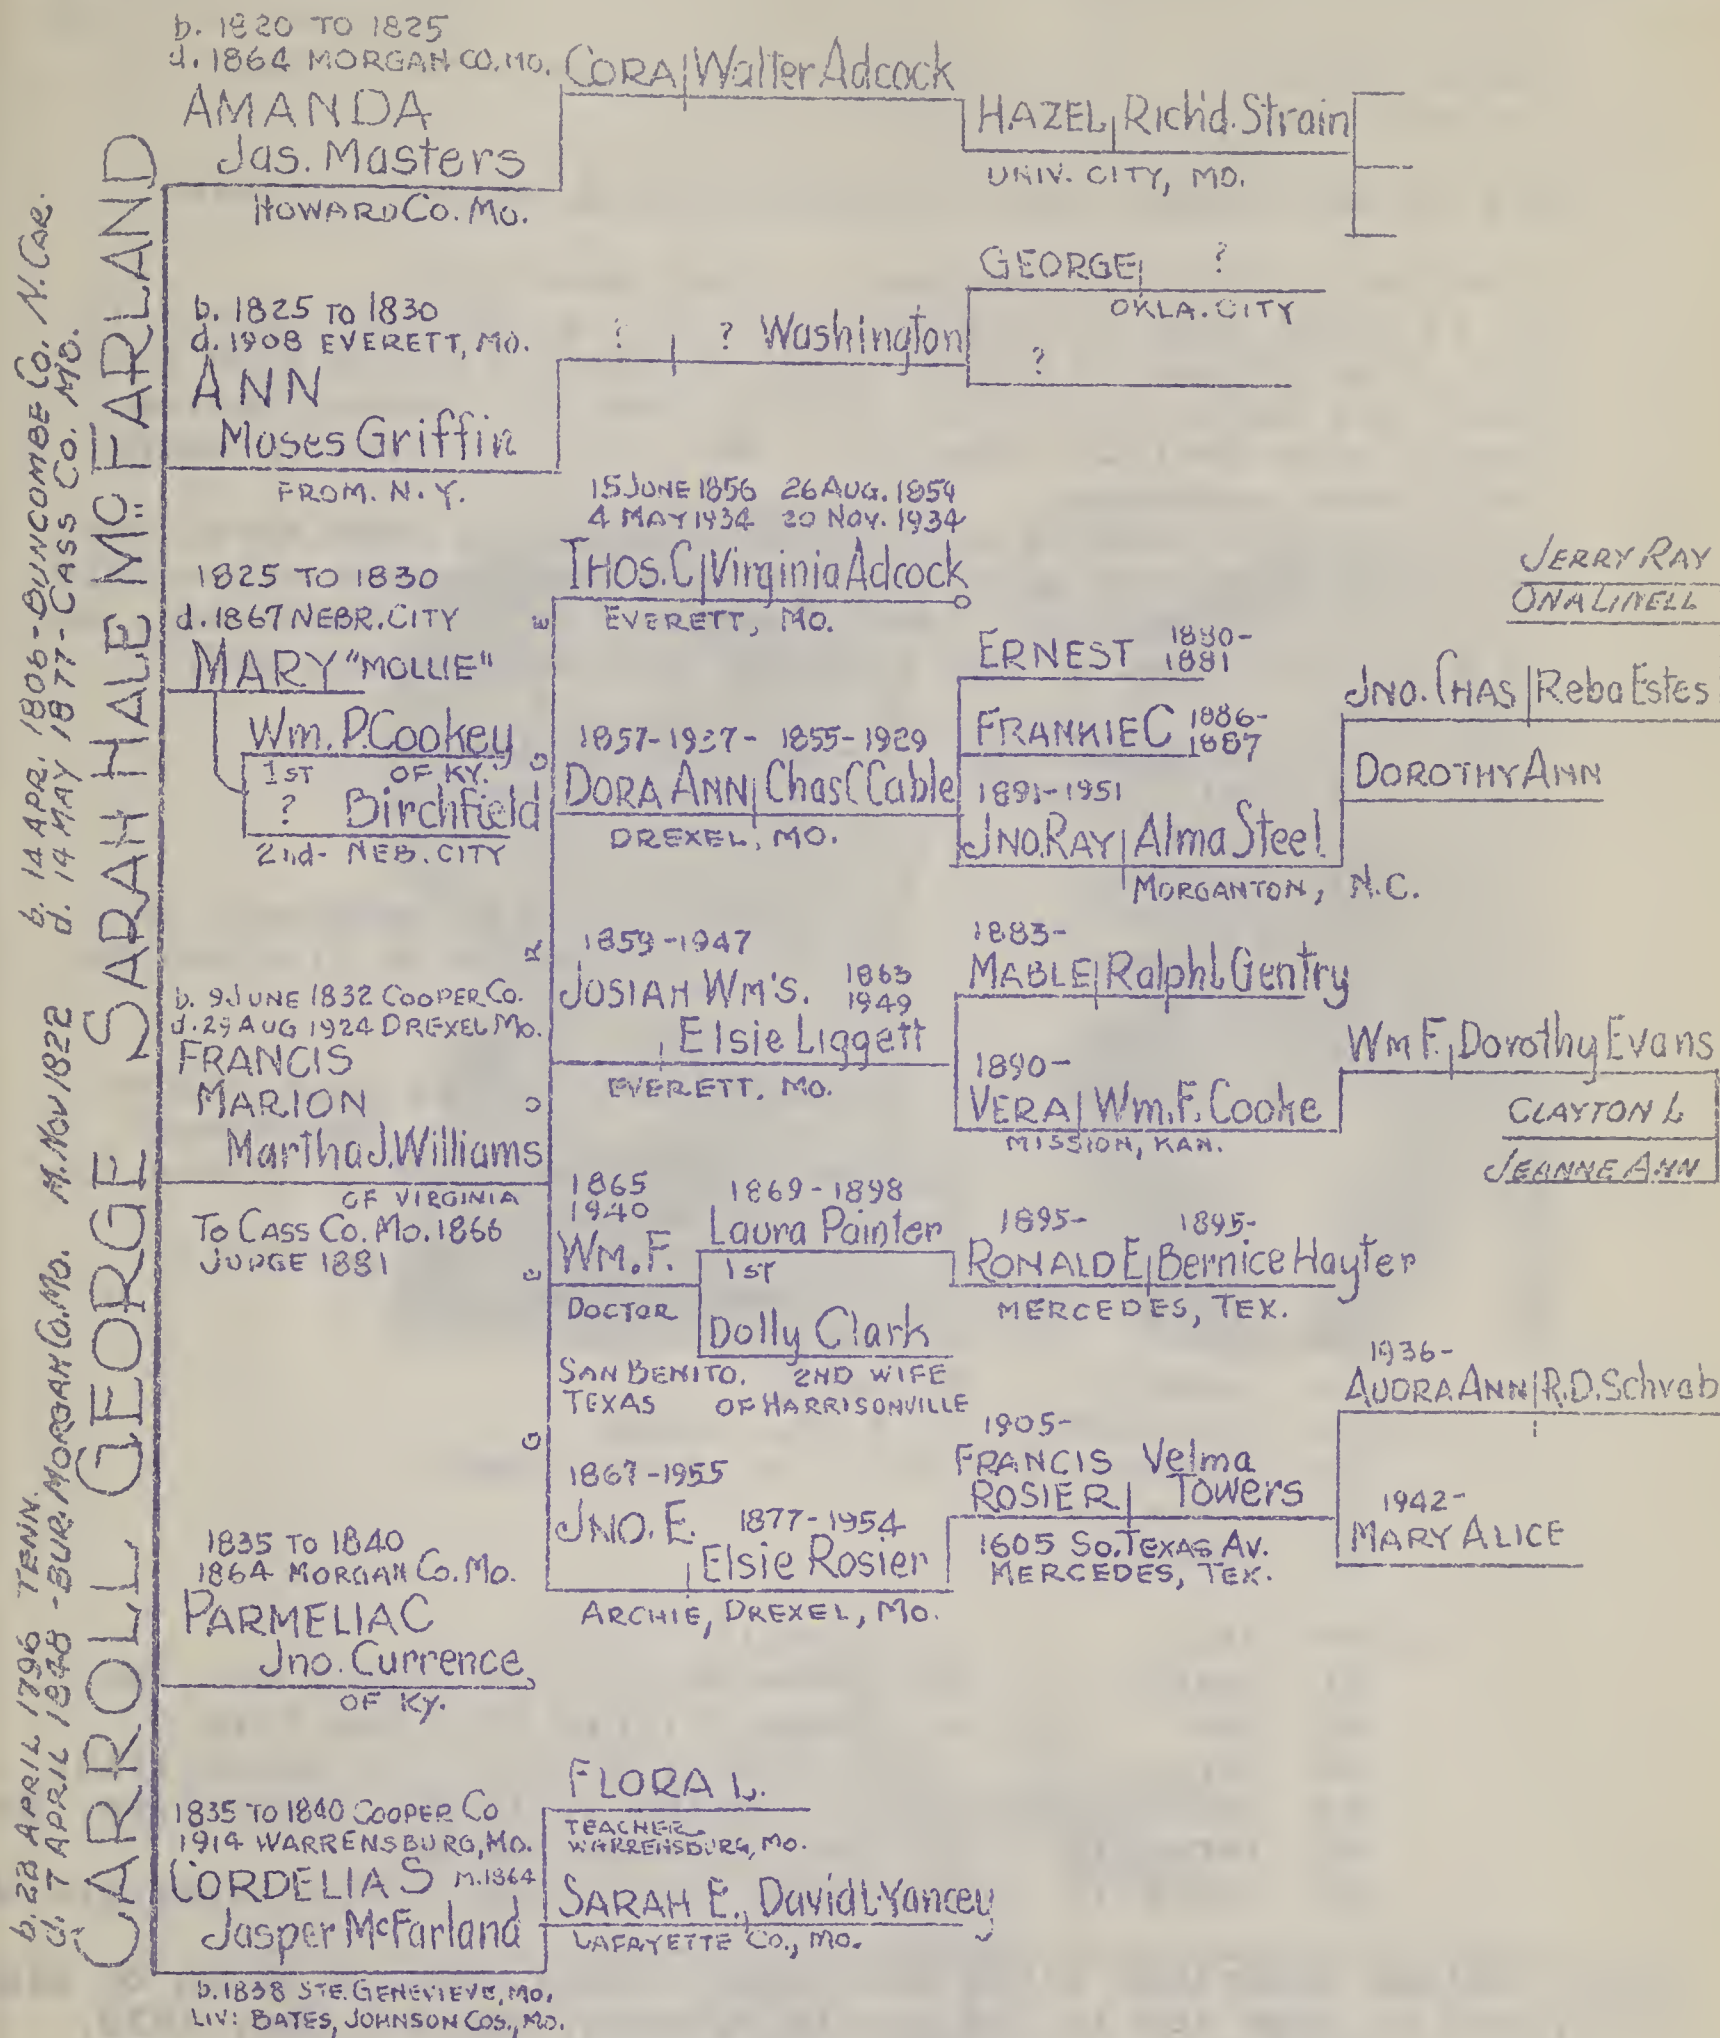 b. 23 APRIL 1796 TENN.
d. 7 APRIL 1848 - BUR. MORGAN CO. MO.
M. NOV 1822
b. 14 APR. 1806 - BUNCOMBE CO. N. CAR.
d. 14 MAY 1877 - CASS CO. MO.
CARROLL GEORGE SARAH HALE McFARLAND
b. 1820 TO 1825
d. 1864 MORGAN CO. MO.
AMANDA
Jas. Masters
HOWARD CO. MO.
CORA | Walter Adcock
HAZEL | Rich'd. Strain
UNIV. CITY, MO.
b. 1825 TO 1830
d. 1908 EVERETT, MO.
ANN
Moses Griffin
FROM. N. Y.
? | ? Washington
GEORGE | ?
OKLA. CITY
?
1825 TO 1830
d. 1867 NEBR. CITY
MARY "MOLLIE"
Wm. P. Cookey
1ST OF KY.
? Birchfield
2nd - NEB. CITY
b. 9 JUNE 1832 COOPER CO.
d. 29 AUG 1924 DREXEL MO.
FRANCIS
MARION
Martha J. Williams
OF VIRGINIA
TO CASS CO. MO. 1866
JUDGE 1881
G E O R G E
15 JUNE 1856 26 AUG. 1854
4 MAY 1934 20 NOV. 1934
THOS. C | Virginia Adcock
EVERETT, MO.
1857-1927 - 1855-1929
DORA ANN | Chas C Cable
DREXEL, MO.
ERNEST 1880-
1881
FRANKIE C 1886-
1887
1891-1951
JNO. RAY | Alma Steel
MORGANTON, N.C.
JNO. CHAS | Reba Estes
JERRY RAY
ONA LINELL
DOROTHY ANN
1859-1947
JOSIAH WM'S. 1863
1949
Elsie Liggett
EVERETT, MO.
1883-
MABLE | Ralph L Gentry
1890-
VERA | Wm. F. Cooke
MISSION, KAN.
Wm F. | Dorothy Evans
CLAYTON L
JEANNE ANN
1865
1940
WM. F.
DOCTOR
SAN BENITO.
TEXAS
1869-1898
Laura Painter
1ST
Dolly Clark
2ND WIFE
OF HARRISONVILLE
1895- 1895-
RONALD E | Bernice Hayter
MERCEDES, TEX.
1867-1955
JNO. E. 1877-1954
Elsie Rosier
ARCHIE, DREXEL, MO.
1905-
FRANCIS Velma
ROSIER | Towers
1605 SO. TEXAS AV.
MERCEDES, TEX.
1936-
AUDRA ANN | R.D. Schvab
1942-
MARY ALICE
1835 TO 1840
1864 MORGAN CO. MO.
PARMELIA C
Jno. Currence
OF KY.
1835 TO 1840 COOPER CO
1914 WARRENSBURG, MO.
CORDELIA S M. 1864
Jasper McFarland
b. 1838 STE. GENEVIEVE, MO.
LIV: BATES, JOHNSON COS., MO.
FLORA L.
TEACHER
WARRENSBURG, MO.
SARAH E., David L. Yancey
LAFAYETTE CO., MO.